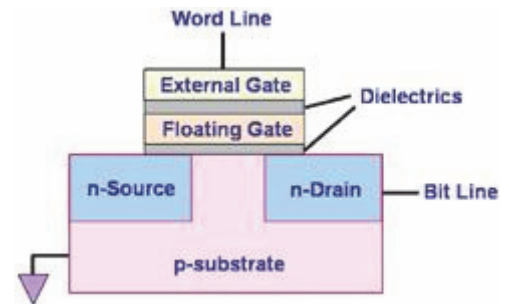 Word Line
External Gate
Dielectrics
Floating Gate
n-Source
n-Drain
Bit Line
p-substrate